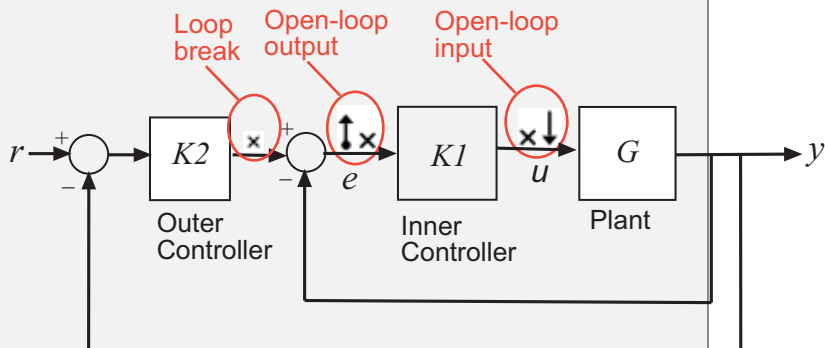 Loop
break
Open-loop
output
Open-loop
input
r
+
−
K2
+
−
e
K1
u
G
y
Outer
Controller
Inner
Controller
Plant